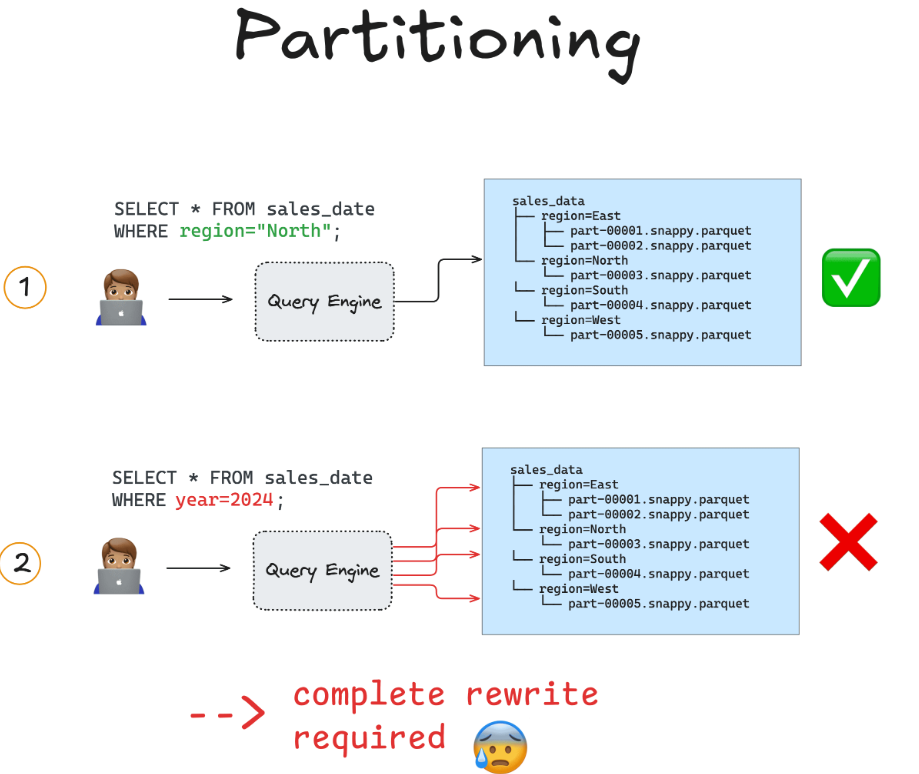 Partitioning
SELECT * FROM sales_date
WHERE region="North";
1
Query Engine
sales_data
├── region=East
│   ├── part-00001.snappy.parquet
│   └── part-00002.snappy.parquet
└── region=North
    └── part-00003.snappy.parquet
└── region=South
    └── part-00004.snappy.parquet
└── region=West
    └── part-00005.snappy.parquet
SELECT * FROM sales_date
WHERE year=2024;
2
Query Engine
sales_data
├── region=East
│   ├── part-00001.snappy.parquet
│   └── part-00002.snappy.parquet
└── region=North
    └── part-00003.snappy.parquet
└── region=South
    └── part-00004.snappy.parquet
└── region=West
    └── part-00005.snappy.parquet
--> complete rewrite
required